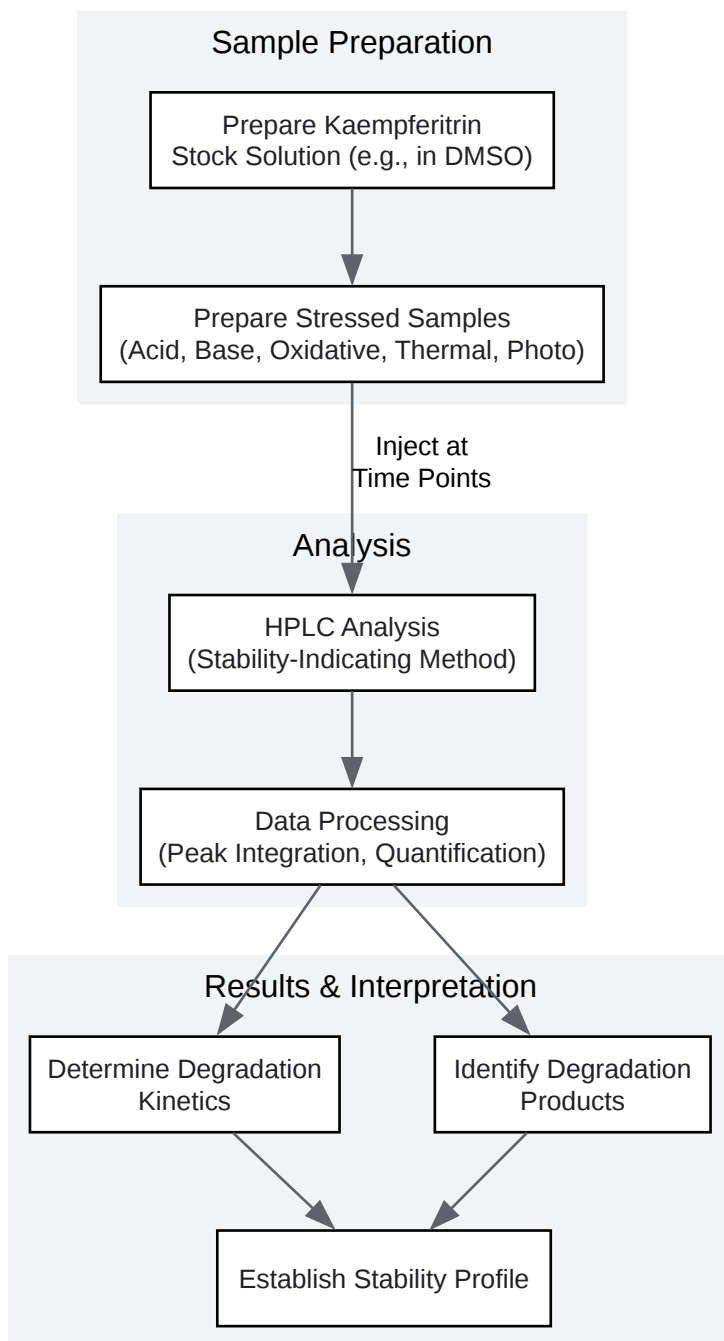 Sample Preparation
Prepare Kaempferitrin
Stock Solution (e.g., in DMSO)
Prepare Stressed Samples
(Acid, Base, Oxidative, Thermal, Photo)
Inject at
Time Points
Analysis
HPLC Analysis
(Stability-Indicating Method)
Data Processing
(Peak Integration, Quantification)
Results & Interpretation
Determine Degradation
Kinetics
Identify Degradation
Products
Establish Stability Profile